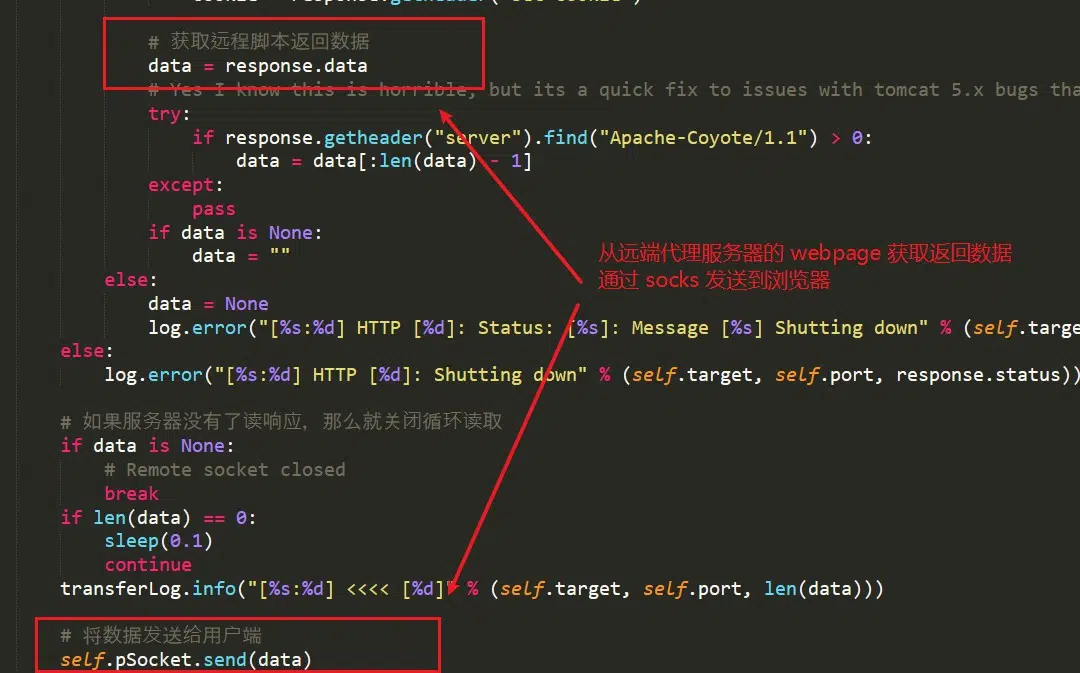 # 获取远程脚本返回数据
data = response.data
# Yes I know this is horrible, but its a quick fix to issues with tomcat 5.x bugs tha
try:
if response.getheader("server").find("Apache-Coyote/1.1") > 0:
data = data[:len(data) - 1]
except:
pass
if data is None:
data = ""
从远端代理服务器的 webpage 获取返回数据
通过 socks 发送到浏览器
else:
data = None
log.error("[%s:%d] HTTP [%d]: Status: [%s]: Message [%s] Shutting down" % (self.targe
else:
log.error("[%s:%d] HTTP [%d]: Shutting down" % (self.target, self.port, response.status))
# 如果服务器没有了读响应, 那么就关闭循环读取
if data is None:
# Remote socket closed
break
if len(data) == 0:
sleep(0.1)
continue
transferLog.info("[%s:%d] <<<< [%d]" % (self.target, self.port, len(data)))
# 将数据发送给用户端
self.pSocket.send(data)